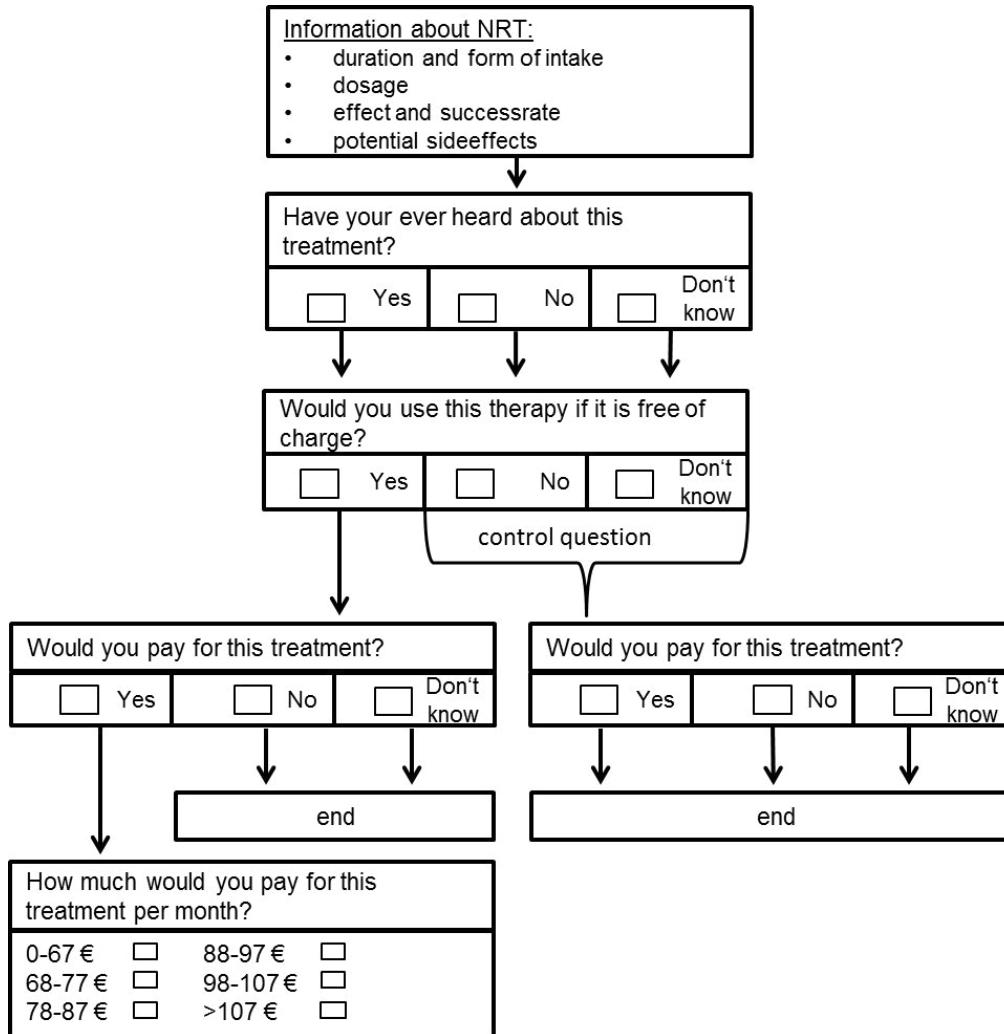 Information about NRT:
• duration and form of intake
• dosage
• effect and successrate
• potential sideeffects
Have your ever heard about this
treatment?
Yes
No
Don't
know
Would you use this therapy if it is free of
charge?
Yes
No
Don't
know
control question
Would you pay for this treatment?
Yes
No
Don't
know
Would you pay for this treatment?
Yes
No
Don't
know
end
end
How much would you pay for this
treatment per month?
0-67 € 88-97 €
68-77 € 98-107 €
78-87 € >107 €